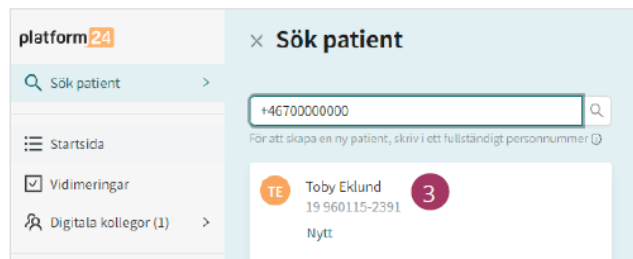 platform24
× Sök patient
Sök patient >
+46700000000
För att skapa en ny patient, skriv i ett fullständigt personnummer
Startsida
TE
Toby Eklund
3
19 960115-2391
Nytt
Vidimeringar
Digitala kollegor (1) >